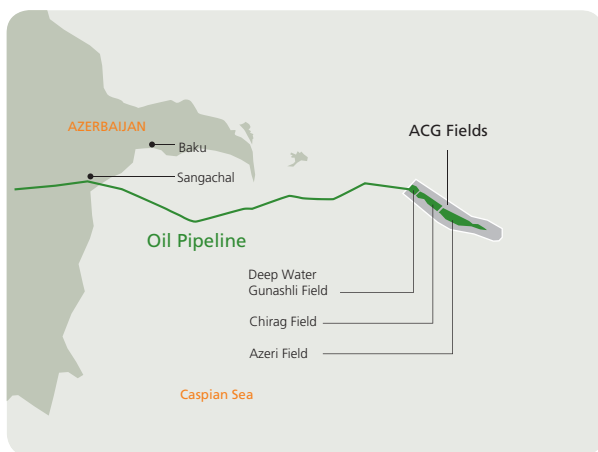 AZERBAIJAN
Baku
Sangachal
ACG Fields
Oil Pipeline
Deep Water
Gunashli Field
Chirag Field
Azeri Field
Caspian Sea